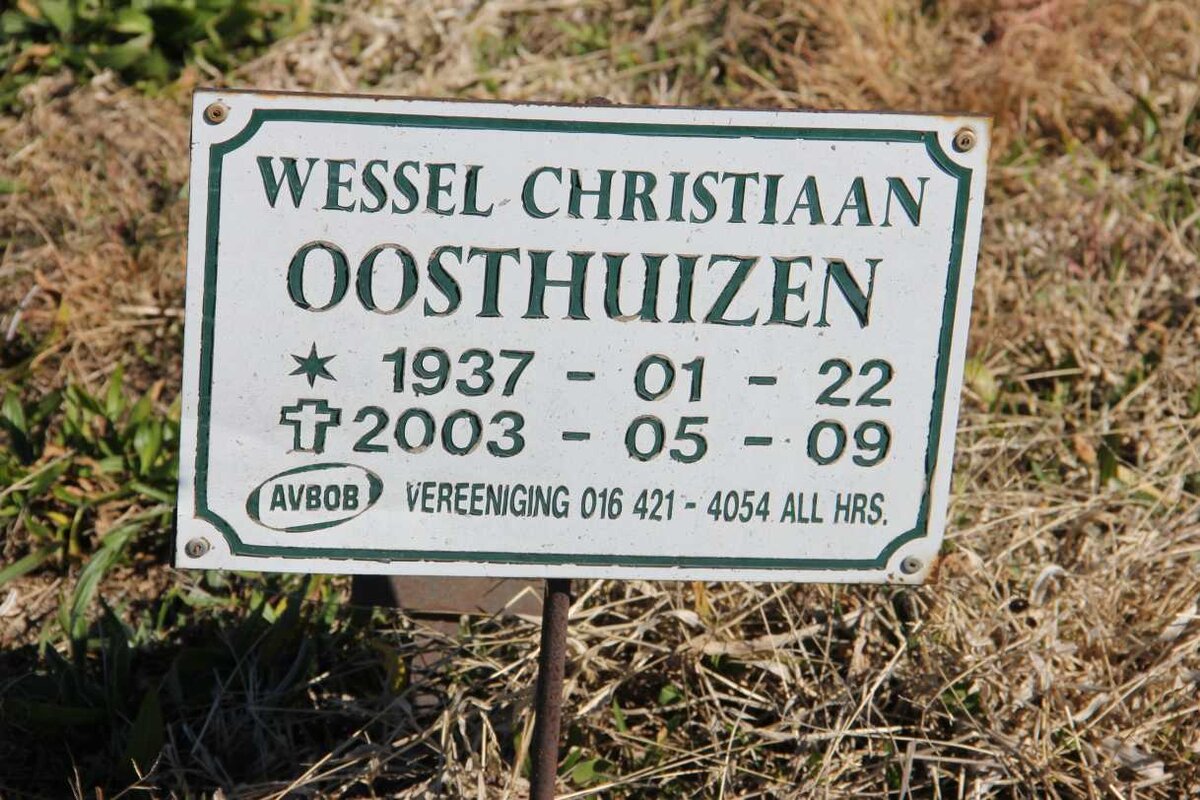 WESSEL CHRISTIAAN
OOSTHUIZEN
1937 - 01 - 22
2003 - 05 - 09
AVBOB VEREENIGING 016 421 - 4054 ALL HRS.